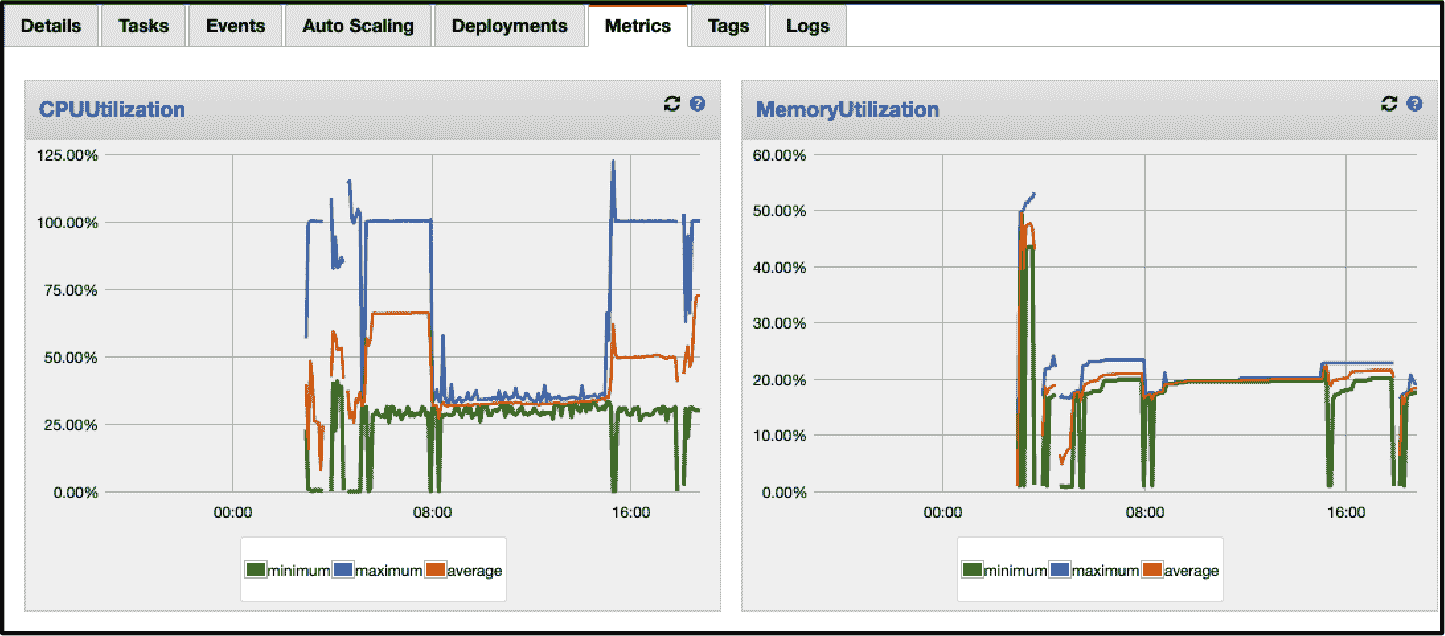 Details Tasks Events Auto Scaling Deployments Metrics Tags Logs
CPUUtilization
125.00%
100.00%
75.00%
50.00%
25.00%
0.00%
00:00 08:00 16:00
minimum maximum average
MemoryUtilization
60.00%
50.00%
40.00%
30.00%
20.00%
10.00%
0.00%
00:00 08:00 16:00
minimum maximum average